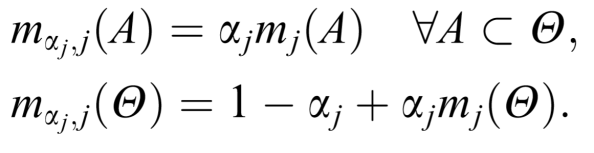 m_{α_j,j}(A) = α_j m_j(A) ∀A ⊂ Θ,
m_{α_j,j}(Θ) = 1 − α_j + α_j m_j(Θ).